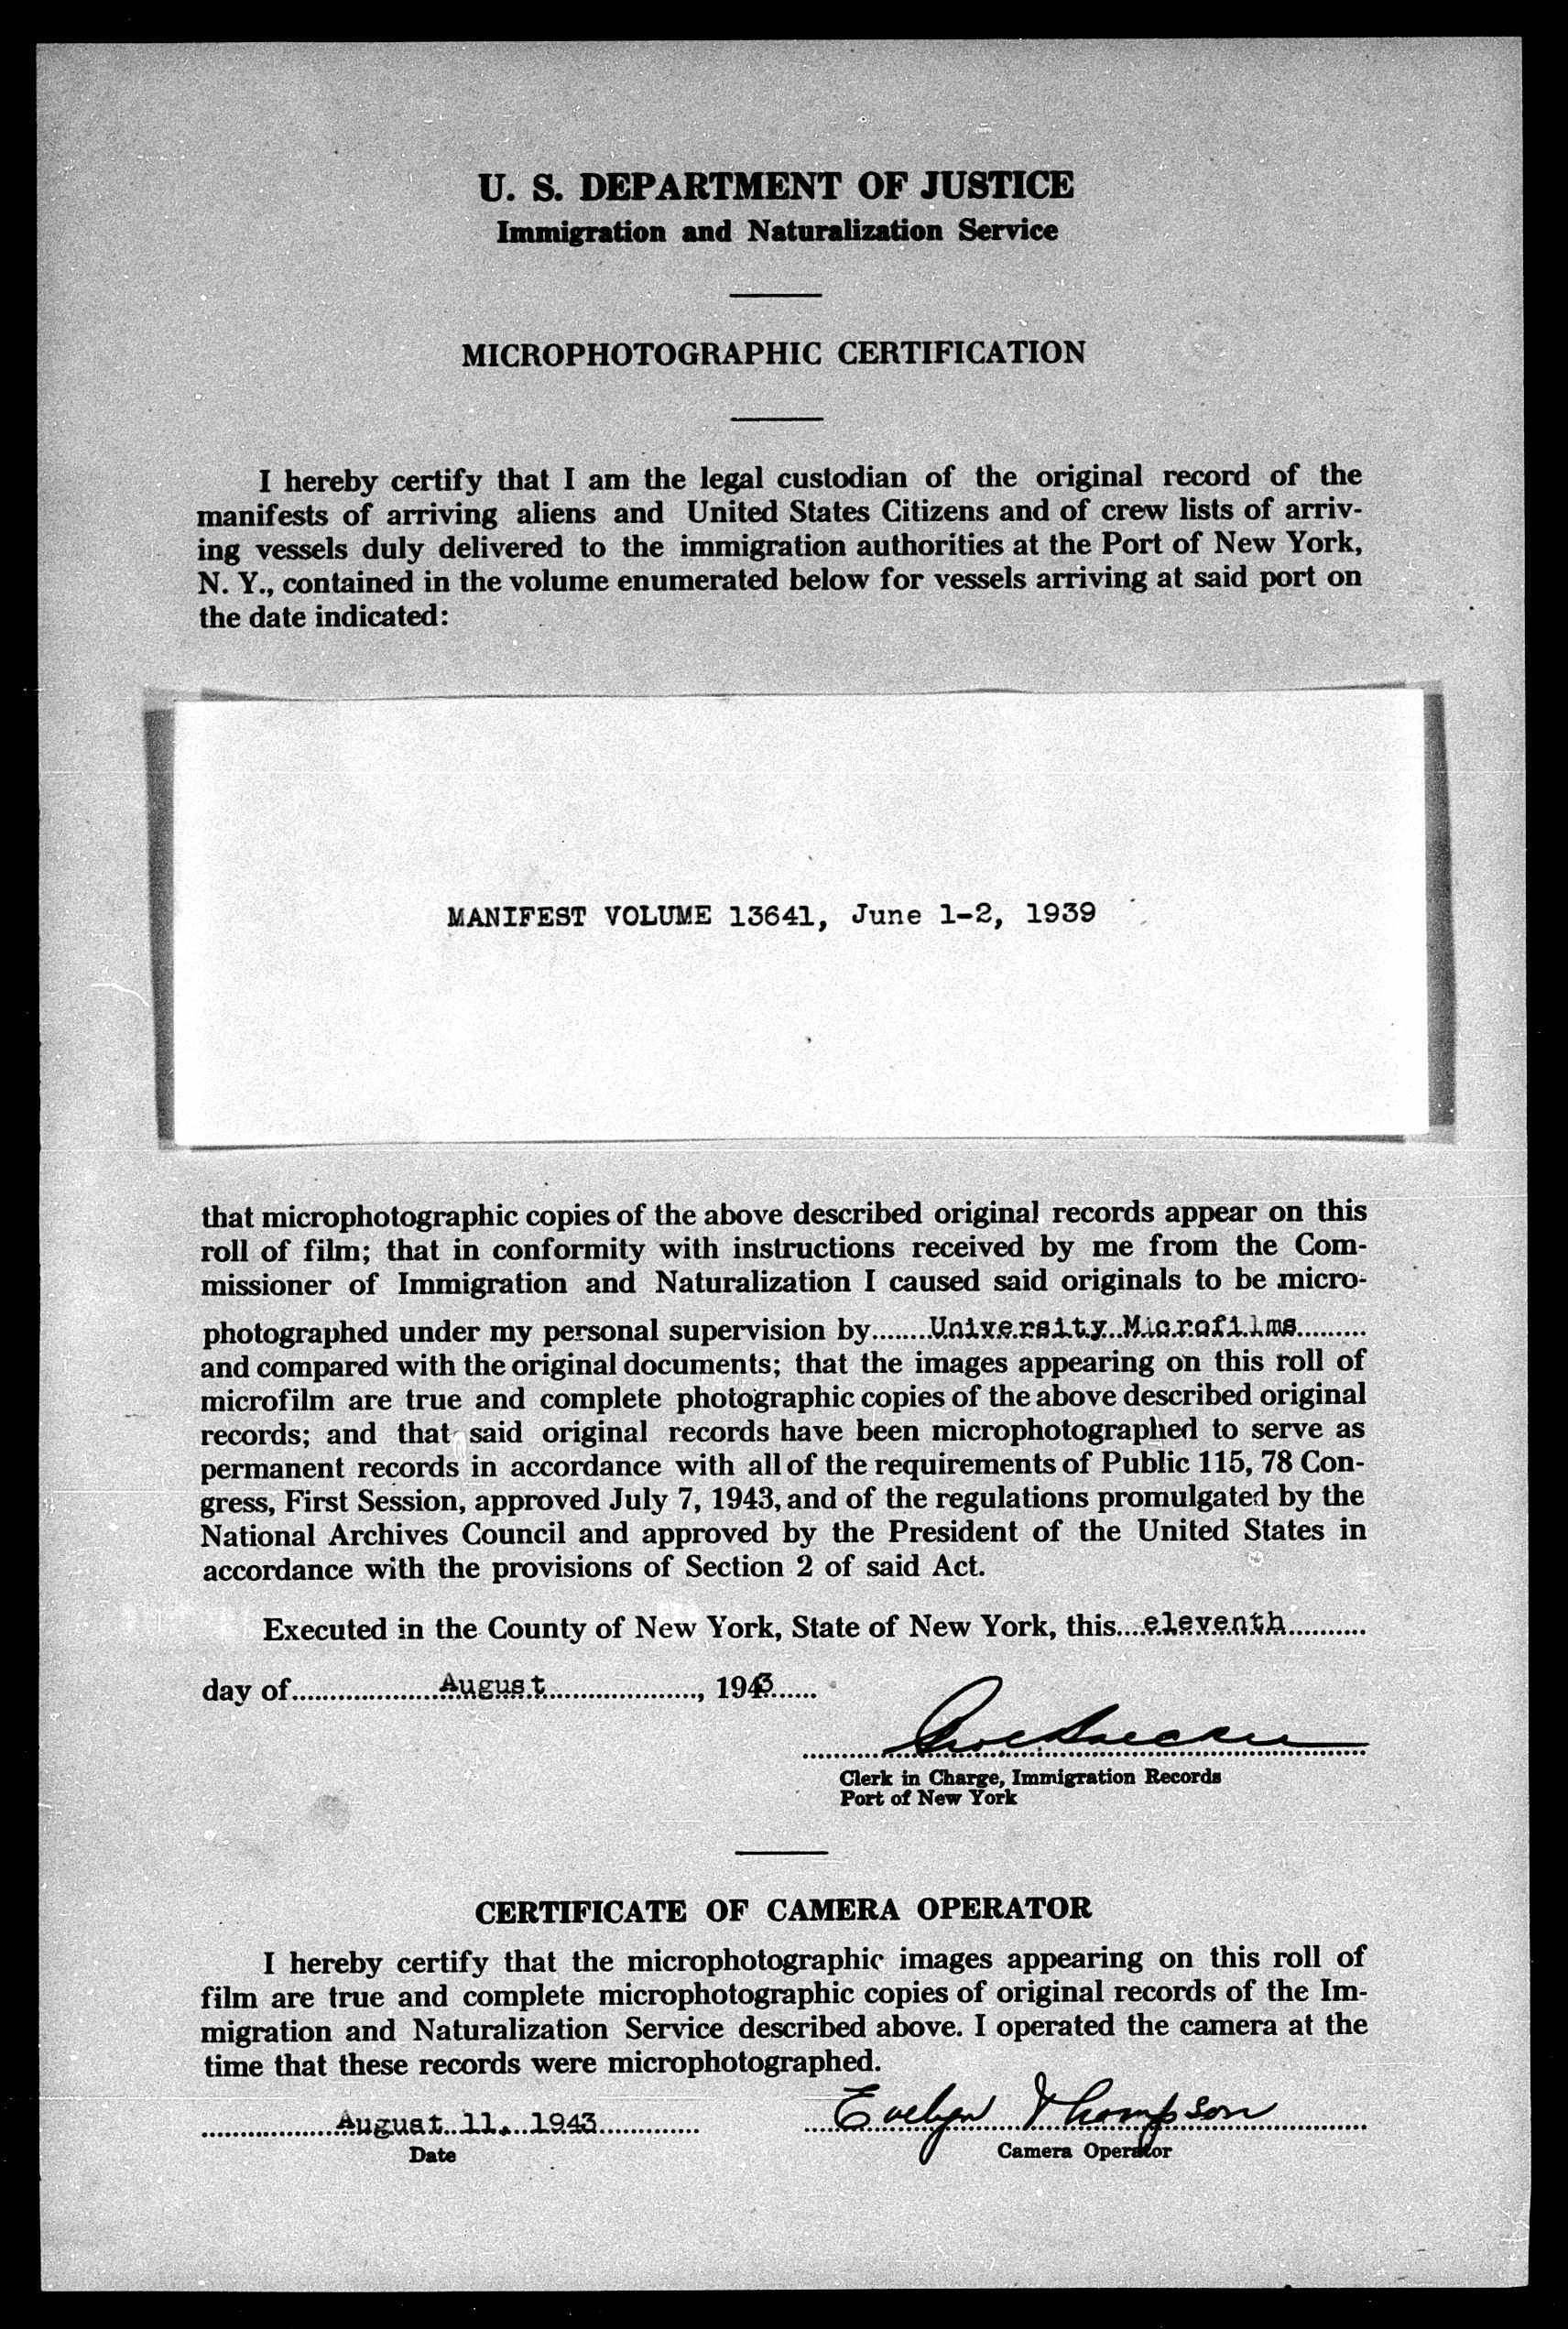 U. S. DEPARTMENT OF JUSTICE
Immigration and Naturalization Service
MICROPHOTOGRAPHIC CERTIFICATION
I hereby certify that I am the legal custodian of the original record of the
manifests of arriving aliens and United States Citizens and of crew lists of arriv-
ing vessels duly delivered to the immigration authorities at the Port of New York,
N. Y., contained in the volume enumerated below for vessels arriving at said port on
the date indicated:
MANIFEST VOLUME 13641, June 1-2, 1939
that microphotographic copies of the above described original records appear on this
roll of film; that in conformity with instructions received by me from the Com-
missioner of Immigration and Naturalization I caused said originals to be micro-
photographed under my personal supervision by.......University Microfilms.........
and compared with the original documents; that the images appearing on this roll of
microfilm are true and complete photographic copies of the above described original
records; and that said original records have been microphotographed to serve as
permanent records in accordance with all of the requirements of Public 115, 78 Con-
gress, First Session, approved July 7, 1943, and of the regulations promulgated by the
National Archives Council and approved by the President of the United States in
accordance with the provisions of Section 2 of said Act.
Executed in the County of New York, State of New York, this....eleventh..........
day of....................August......................, 1943......
Clerk in Charge, Immigration Records
Port of New York
CERTIFICATE OF CAMERA OPERATOR
I hereby certify that the microphotographic images appearing on this roll of
film are true and complete microphotographic copies of original records of the Im-
migration and Naturalization Service described above. I operated the camera at the
time that these records were microphotographed.
August 11, 1943 Evelyn Thompson
Date Camera Operator